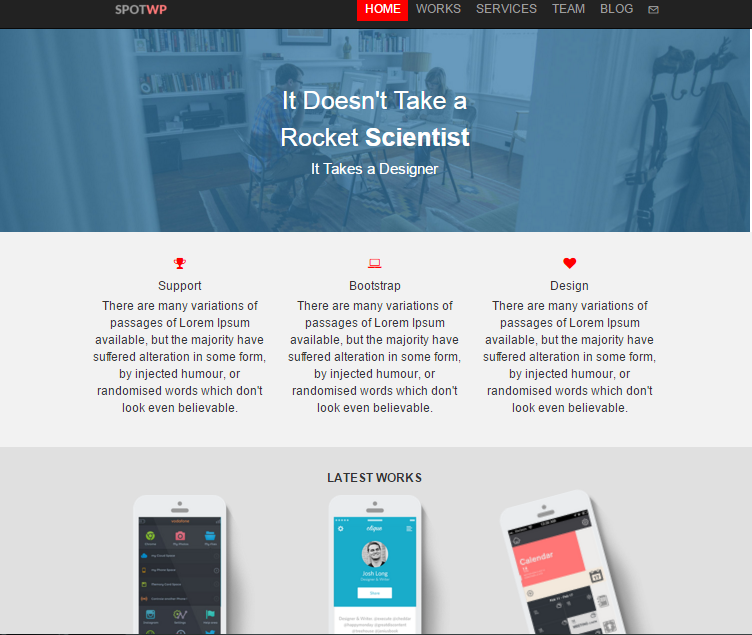 SPOTWP
HOME WORKS SERVICES TEAM BLOG
It Doesn't Take a
Rocket Scientist
It Takes a Designer
Support
There are many variations of
passages of Lorem Ipsum
available, but the majority have
suffered alteration in some form,
by injected humour, or
randomised words which don't
look even believable.
Bootstrap
There are many variations of
passages of Lorem Ipsum
available, but the majority have
suffered alteration in some form,
by injected humour, or
randomised words which don't
look even believable.
Design
There are many variations of
passages of Lorem Ipsum
available, but the majority have
suffered alteration in some form,
by injected humour, or
randomised words which don't
look even believable.
LATEST WORKS
Josh Long
Designer & Writer
Calendar